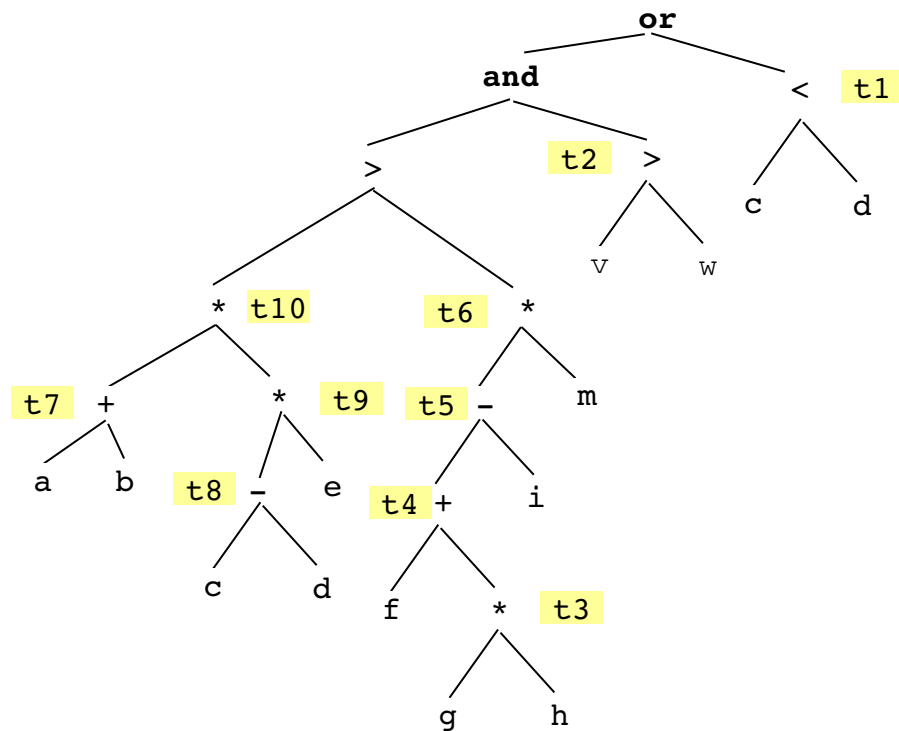 or
and < t1
> t2 > c d
v w
* t10 t6 *
t7 + * t9 t5 - m
a b t8 - e t4 + i
c d f * t3
g h